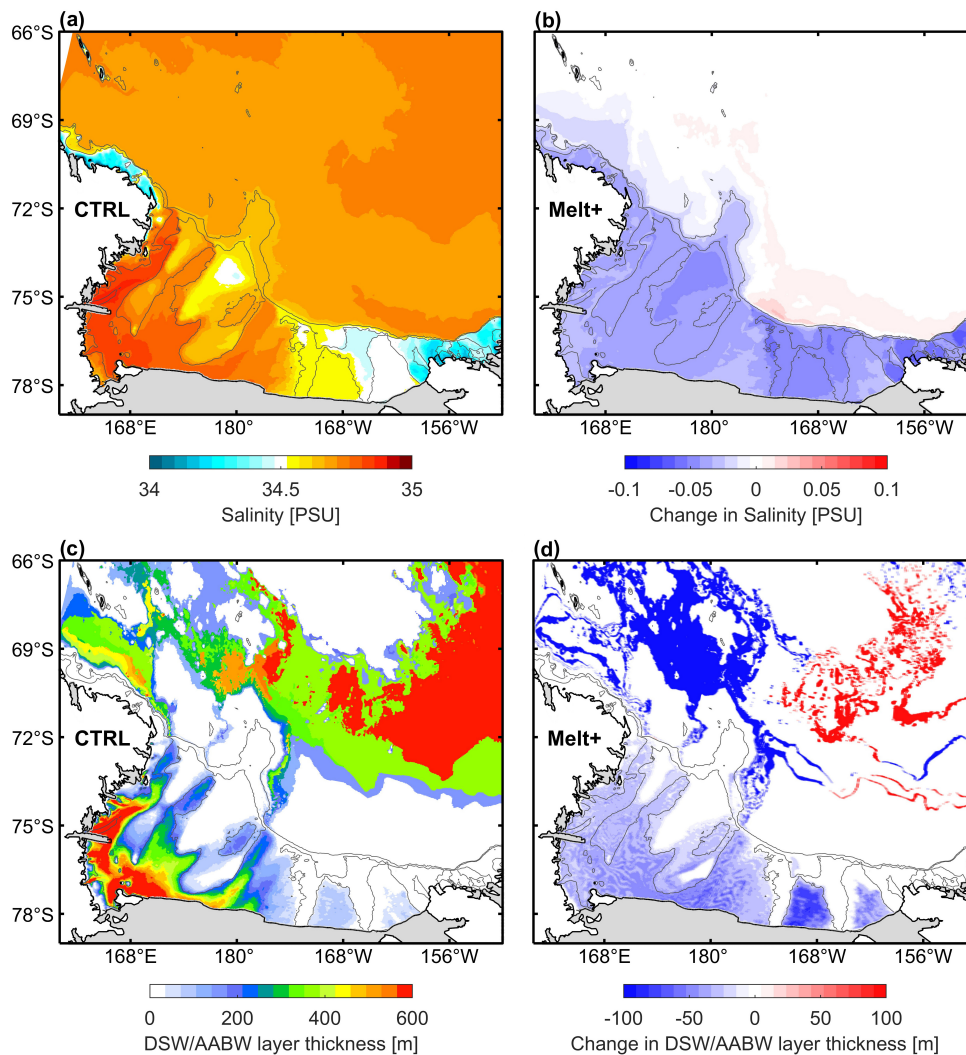 (a)
(b)
66°S
69°S
72°S
75°S
78°S
CTRL
Melt+
168°E 180° 168°W 156°W
168°E 180° 168°W 156°W
34 34.5 35
Salinity [PSU]
-0.1 -0.05 0 0.05 0.1
Change in Salinity [PSU]
(c)
(d)
66°S
69°S
72°S
75°S
78°S
CTRL
Melt+
168°E 180° 168°W 156°W
168°E 180° 168°W 156°W
0 200 400 600
DSW/AABW layer thickness [m]
-100 -50 0 50 100
Change in DSW/AABW layer thickness [m]